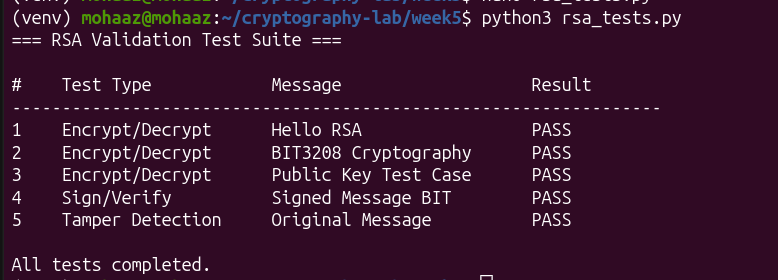 (venv) mohaaz@mohaaz:~/cryptography-lab/week5$ python3 rsa_tests.py
=== RSA Validation Test Suite ===
# Test Type Message Result
-----------------------------------------------------------------
1 Encrypt/Decrypt Hello RSA PASS
2 Encrypt/Decrypt BIT3208 Cryptography PASS
3 Encrypt/Decrypt Public Key Test Case PASS
4 Sign/Verify Signed Message BIT PASS
5 Tamper Detection Original Message PASS
All tests completed.